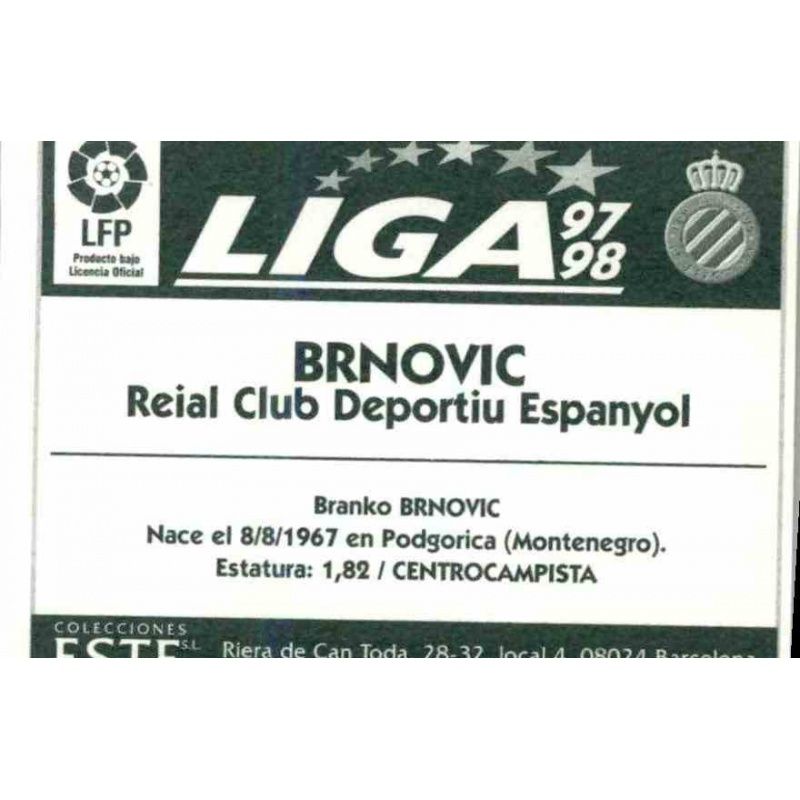 LFP
Producto bajo
Licencia Oficial
LIGA 97 98
BRNOVIC
Reial Club Deportiu Espanyol
Branko BRNOVIC
Nace el 8/8/1967 en Podgorica (Montenegro).
Estatura: 1,82 / CENTROCAMPISTA
COLECCIONES
ESTE S.L.
Riera de Can Toda, 28-32, local 4, 08024 Barcelona